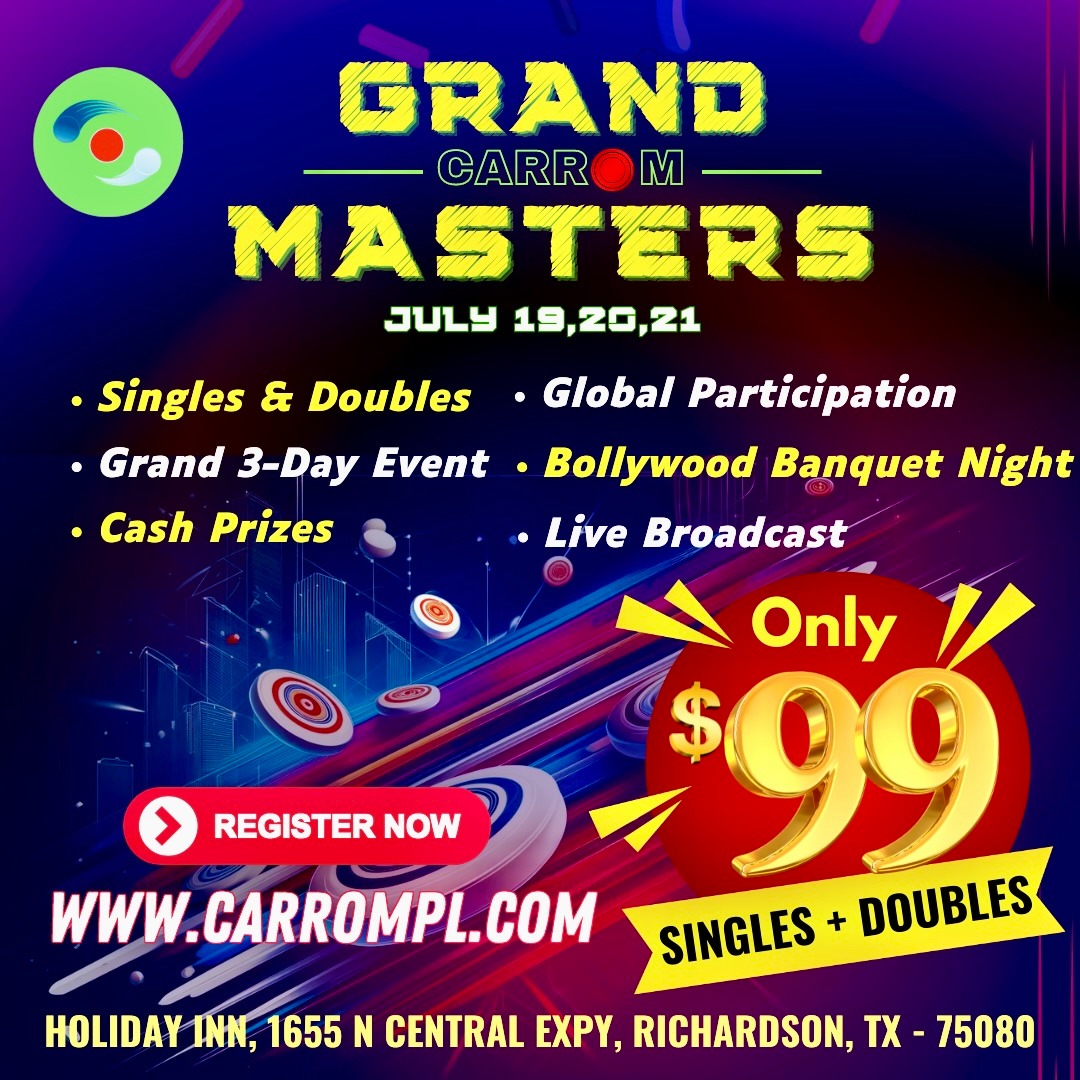 GRAND
CARROM
MASTERS
JULY 19,20,21
• Singles & Doubles
• Grand 3-Day Event
• Cash Prizes
• Global Participation
• Bollywood Banquet Night
• Live Broadcast
Only
$99
SINGLES + DOUBLES
REGISTER NOW
WWW.CARROMPL.COM
HOLIDAY INN, 1655 N CENTRAL EXPY, RICHARDSON, TX - 75080